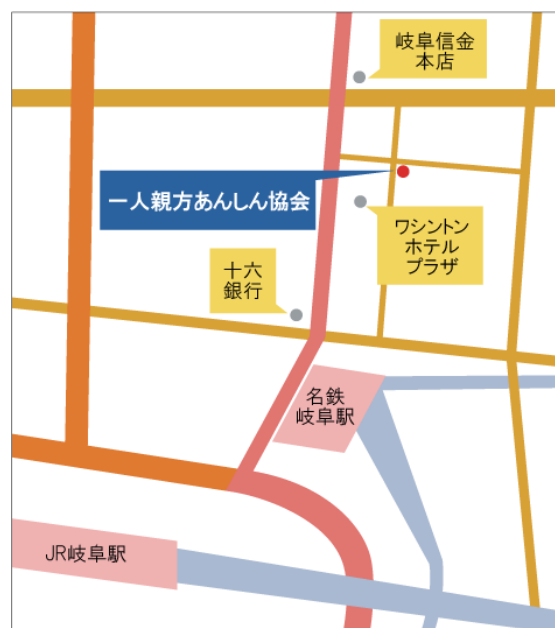 岐阜信金
本店
一人親方あんしん協会
ワシントン
ホテル
プラザ
十六
銀行
名鉄
岐阜駅
JR岐阜駅